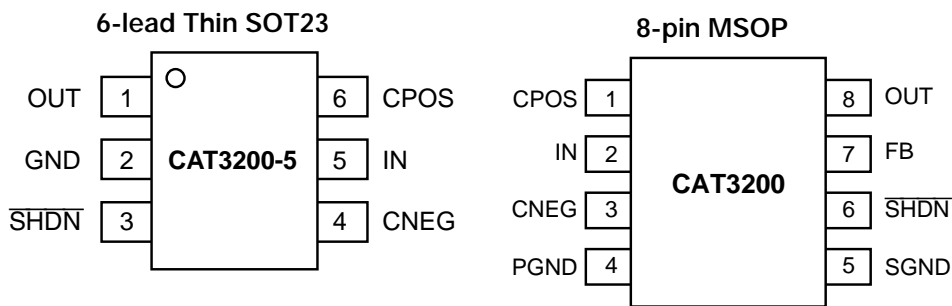 6-lead Thin SOT23
OUT 1 6 CPOS
GND 2 CAT3200-5 5 IN
SHDN 3 4 CNEG
8-pin MSOP
CPOS 1 8 OUT
IN 2 7 FB
CAT3200
CNEG 3 6 SHDN
PGND 4 5 SGND